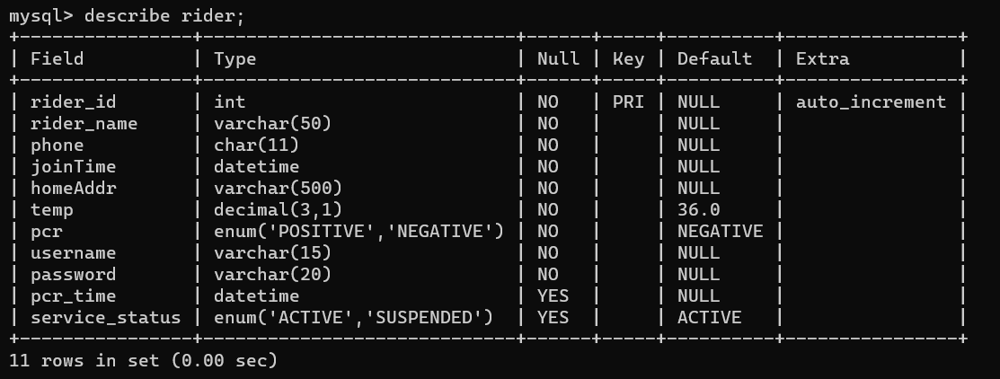 mysql> describe rider;
+----------------+-----------------------------+------+-----+----------+----------------+
| Field          | Type                        | Null | Key | Default  | Extra          |
+----------------+-----------------------------+------+-----+----------+----------------+
| rider_id       | int                         | NO   | PRI | NULL     | auto_increment |
| rider_name     | varchar(50)                 | NO   |     | NULL     |                |
| phone          | char(11)                    | NO   |     | NULL     |                |
| joinTime       | datetime                    | NO   |     | NULL     |                |
| homeAddr       | varchar(500)                | NO   |     | NULL     |                |
| temp           | decimal(3,1)                | NO   |     | 36.0     |                |
| pcr            | enum('POSITIVE','NEGATIVE') | NO   |     | NEGATIVE |                |
| username       | varchar(15)                 | NO   |     | NULL     |                |
| password       | varchar(20)                 | NO   |     | NULL     |                |
| pcr_time       | datetime                    | YES  |     | NULL     |                |
| service_status | enum('ACTIVE','SUSPENDED')  | YES  |     | ACTIVE   |                |
+----------------+-----------------------------+------+-----+----------+----------------+
11 rows in set (0.00 sec)